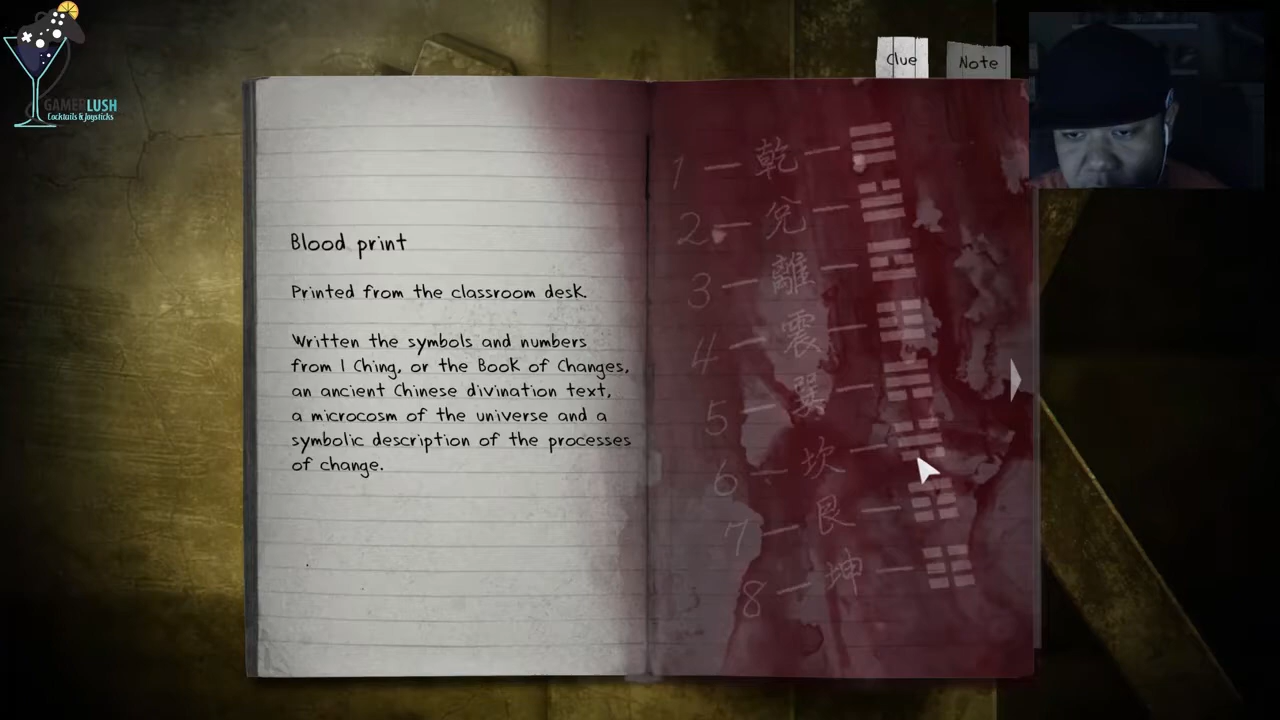 GAMERLUSH
Cocktails & Joysticks
Clue
Note
Blood print
Printed from the classroom desk.
Written the symbols and numbers
from I Ching, or the Book of Changes,
an ancient Chinese divination text,
a microcosm of the universe and a
symbolic description of the processes
of change.
1 — 乾 — ☰
2 — 兌 — ☱
3 — 離 — ☲
4 — 震 — ☳
5 — 巽 — ☴
6 — 坎 — ☵
7 — 艮 — ☶
8 — 坤 — ☷